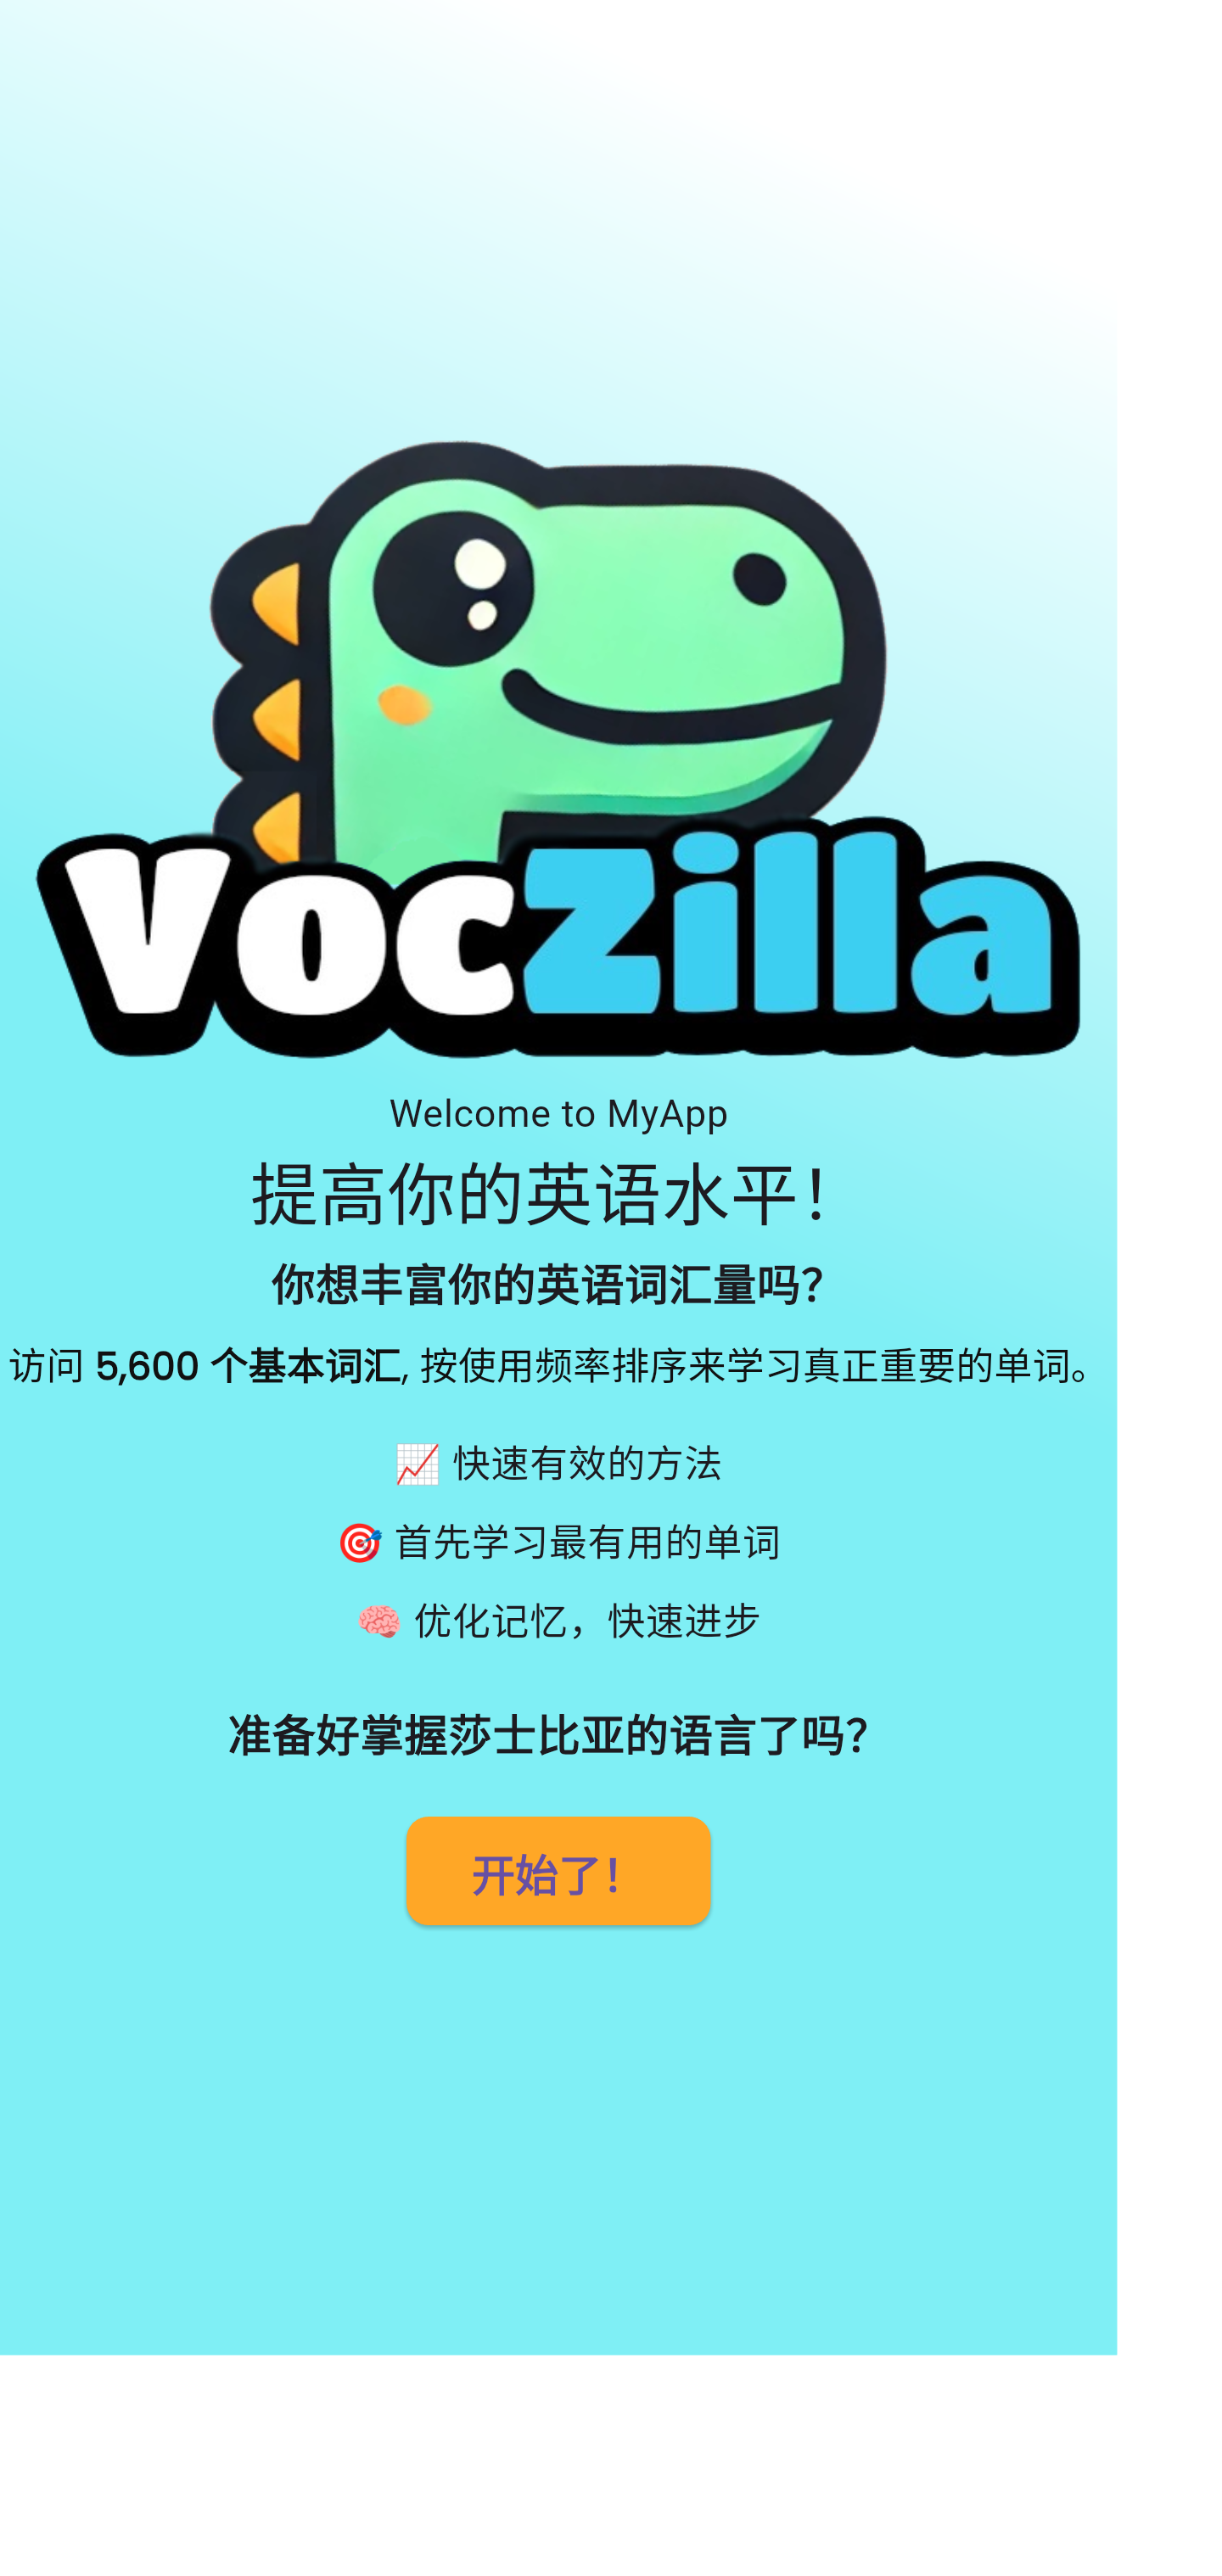 VocZilla
Welcome to MyApp
提高你的英语水平！
你想丰富你的英语词汇量吗？
访问 5,600 个基本词汇, 按使用频率排序来学习真正重要的单词。
📈 快速有效的方法
🎯 首先学习最有用的单词
🧠 优化记忆，快速进步
准备好掌握莎士比亚的语言了吗？
开始了！